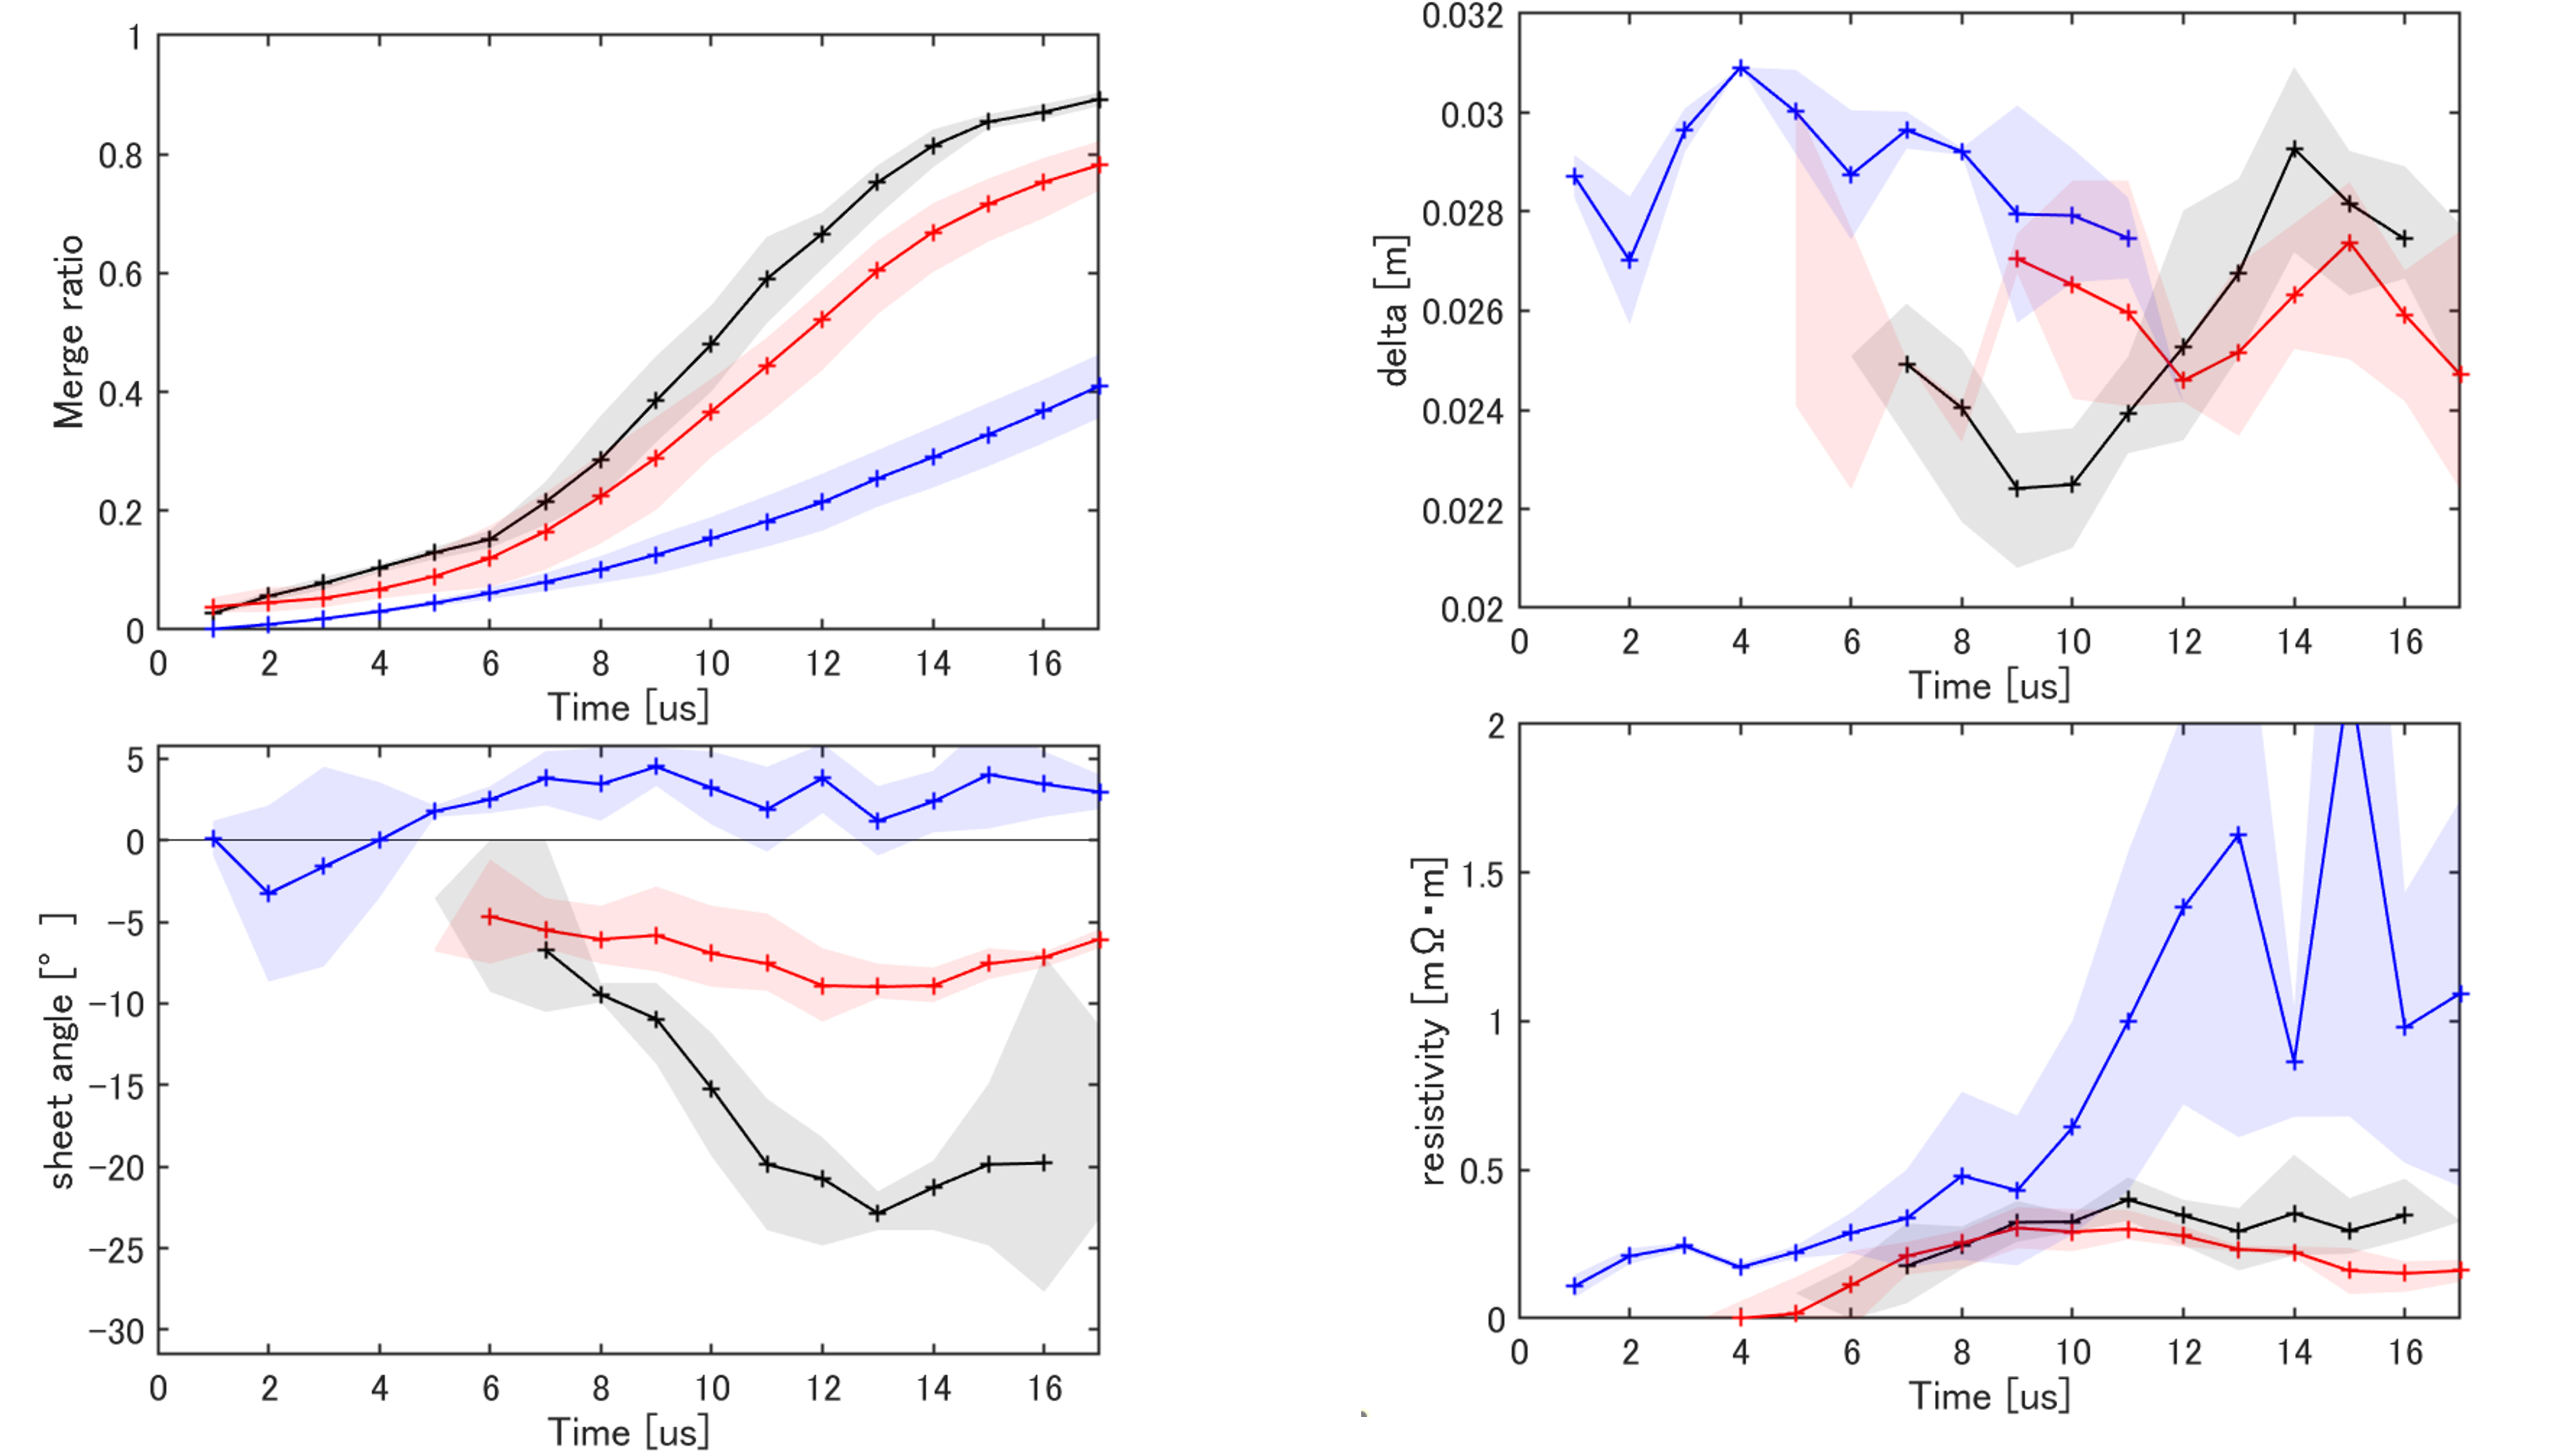 Merge ratio
1
0.8
0.6
0.4
0.2
0
0 2 4 6 8 10 12 14 16
Time [us]
delta [m]
0.032
0.03
0.028
0.026
0.024
0.022
0.02
0 2 4 6 8 10 12 14 16
Time [us]
sheet angle [° ]
5
0
−5
−10
−15
−20
−25
−30
0 2 4 6 8 10 12 14 16
Time [us]
resistivity [mΩ・m]
2
1.5
1
0.5
0
0 2 4 6 8 10 12 14 16
Time [us]